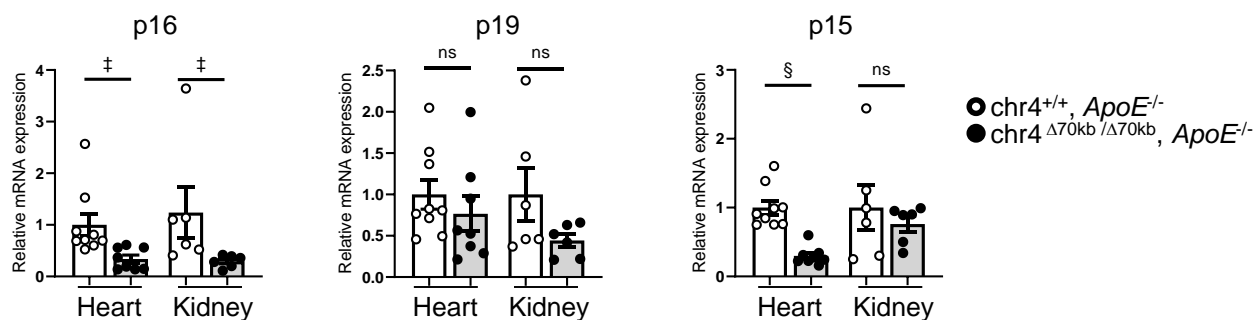 p16
Relative mRNA expression
4
3
2
1
0
‡
‡
Heart
Kidney
p19
Relative mRNA expression
2.5
2.0
1.5
1.0
0.5
0.0
ns
ns
Heart
Kidney
p15
Relative mRNA expression
3
2
1
0
§
ns
Heart
Kidney
chr4+/+, ApoE-/-
chr4 Δ70kb /Δ70kb, ApoE-/-